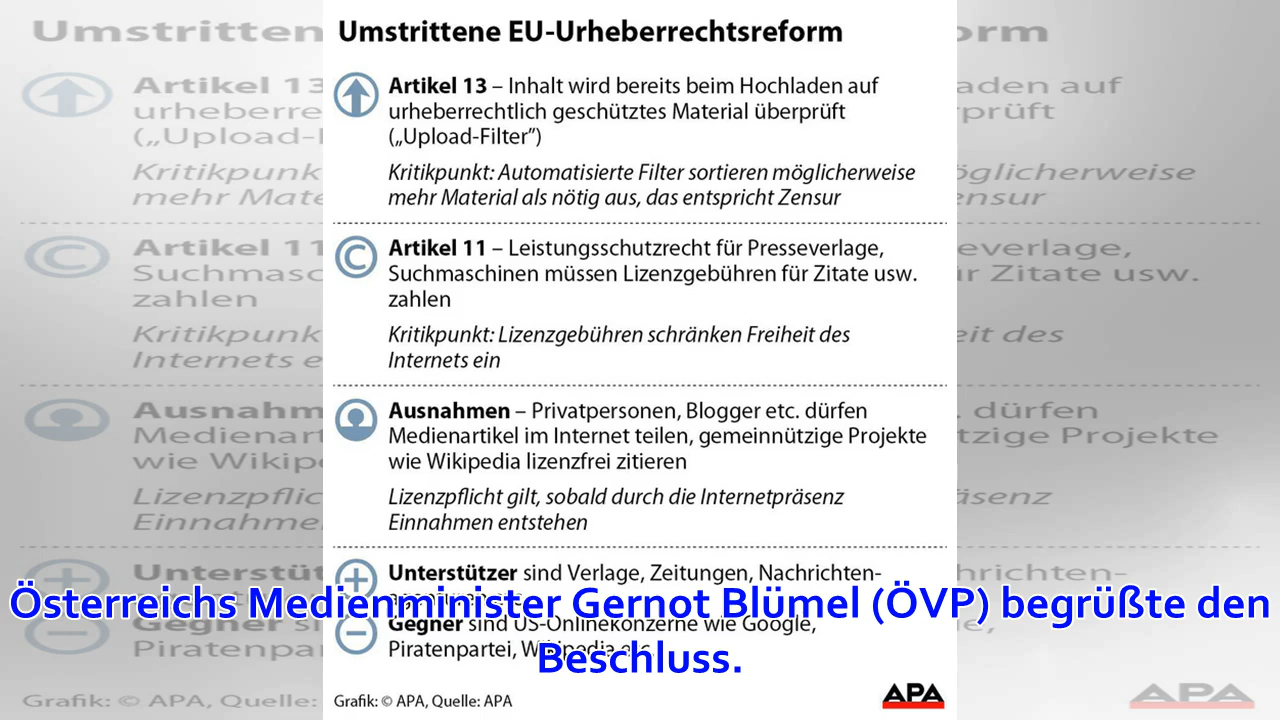 Umstrittene EU-Urheberrechtsreform
Artikel 13 – Inhalt wird bereits beim Hochladen auf
urheberrechtlich geschütztes Material überprüft
(„Upload-Filter”)
Kritikpunkt: Automatisierte Filter sortieren möglicherweise
mehr Material als nötig aus, das entspricht Zensur
Artikel 11 – Leistungsschutzrecht für Presseverlage,
Suchmaschinen müssen Lizenzgebühren für Zitate usw.
zahlen
Kritikpunkt: Lizenzgebühren schränken Freiheit des
Internets ein
Ausnahmen – Privatpersonen, Blogger etc. dürfen
Medienartikel im Internet teilen, gemeinnützige Projekte
wie Wikipedia lizenzfrei zitieren
Lizenzpflicht gilt, sobald durch die Internetpräsenz
Einnahmen entstehen
Unterstützer sind Verlage, Zeitungen, Nachrichten-
Österreichs Medienminister Gernot Blümel (ÖVP) begrüßte den
Beschluss.
Gegner sind US-Onlinekonzerne wie Google,
Piratenpartei, Wikipedia
Grafik: © APA, Quelle: APA
APA